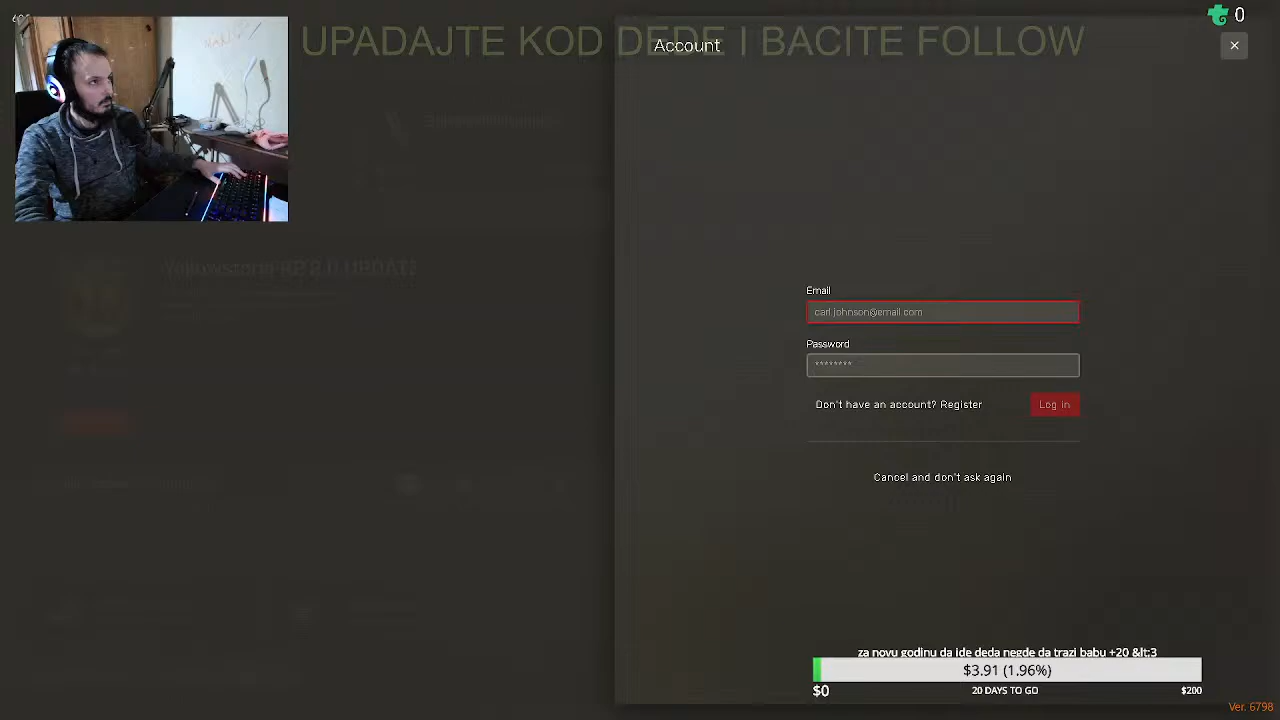 0
UPADAJTE KOD DEDE I BACITE FOLLOW
Account
Email
carl.johnson@email.com
Password
********
Don't have an account? Register
Log in
Cancel and don't ask again
za novu godinu da ide deda negde da trazi babu +20 &lt;3
$3.91 (1.96%)
$0
20 DAYS TO GO
$200
Ver. 6798